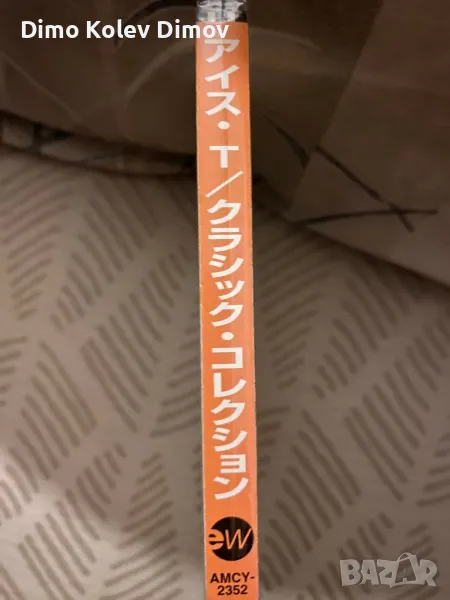 Dimo Kolev Dimov
アイス・T／クラシック・コレクション
ew
AMCY-
2352
BAZAR